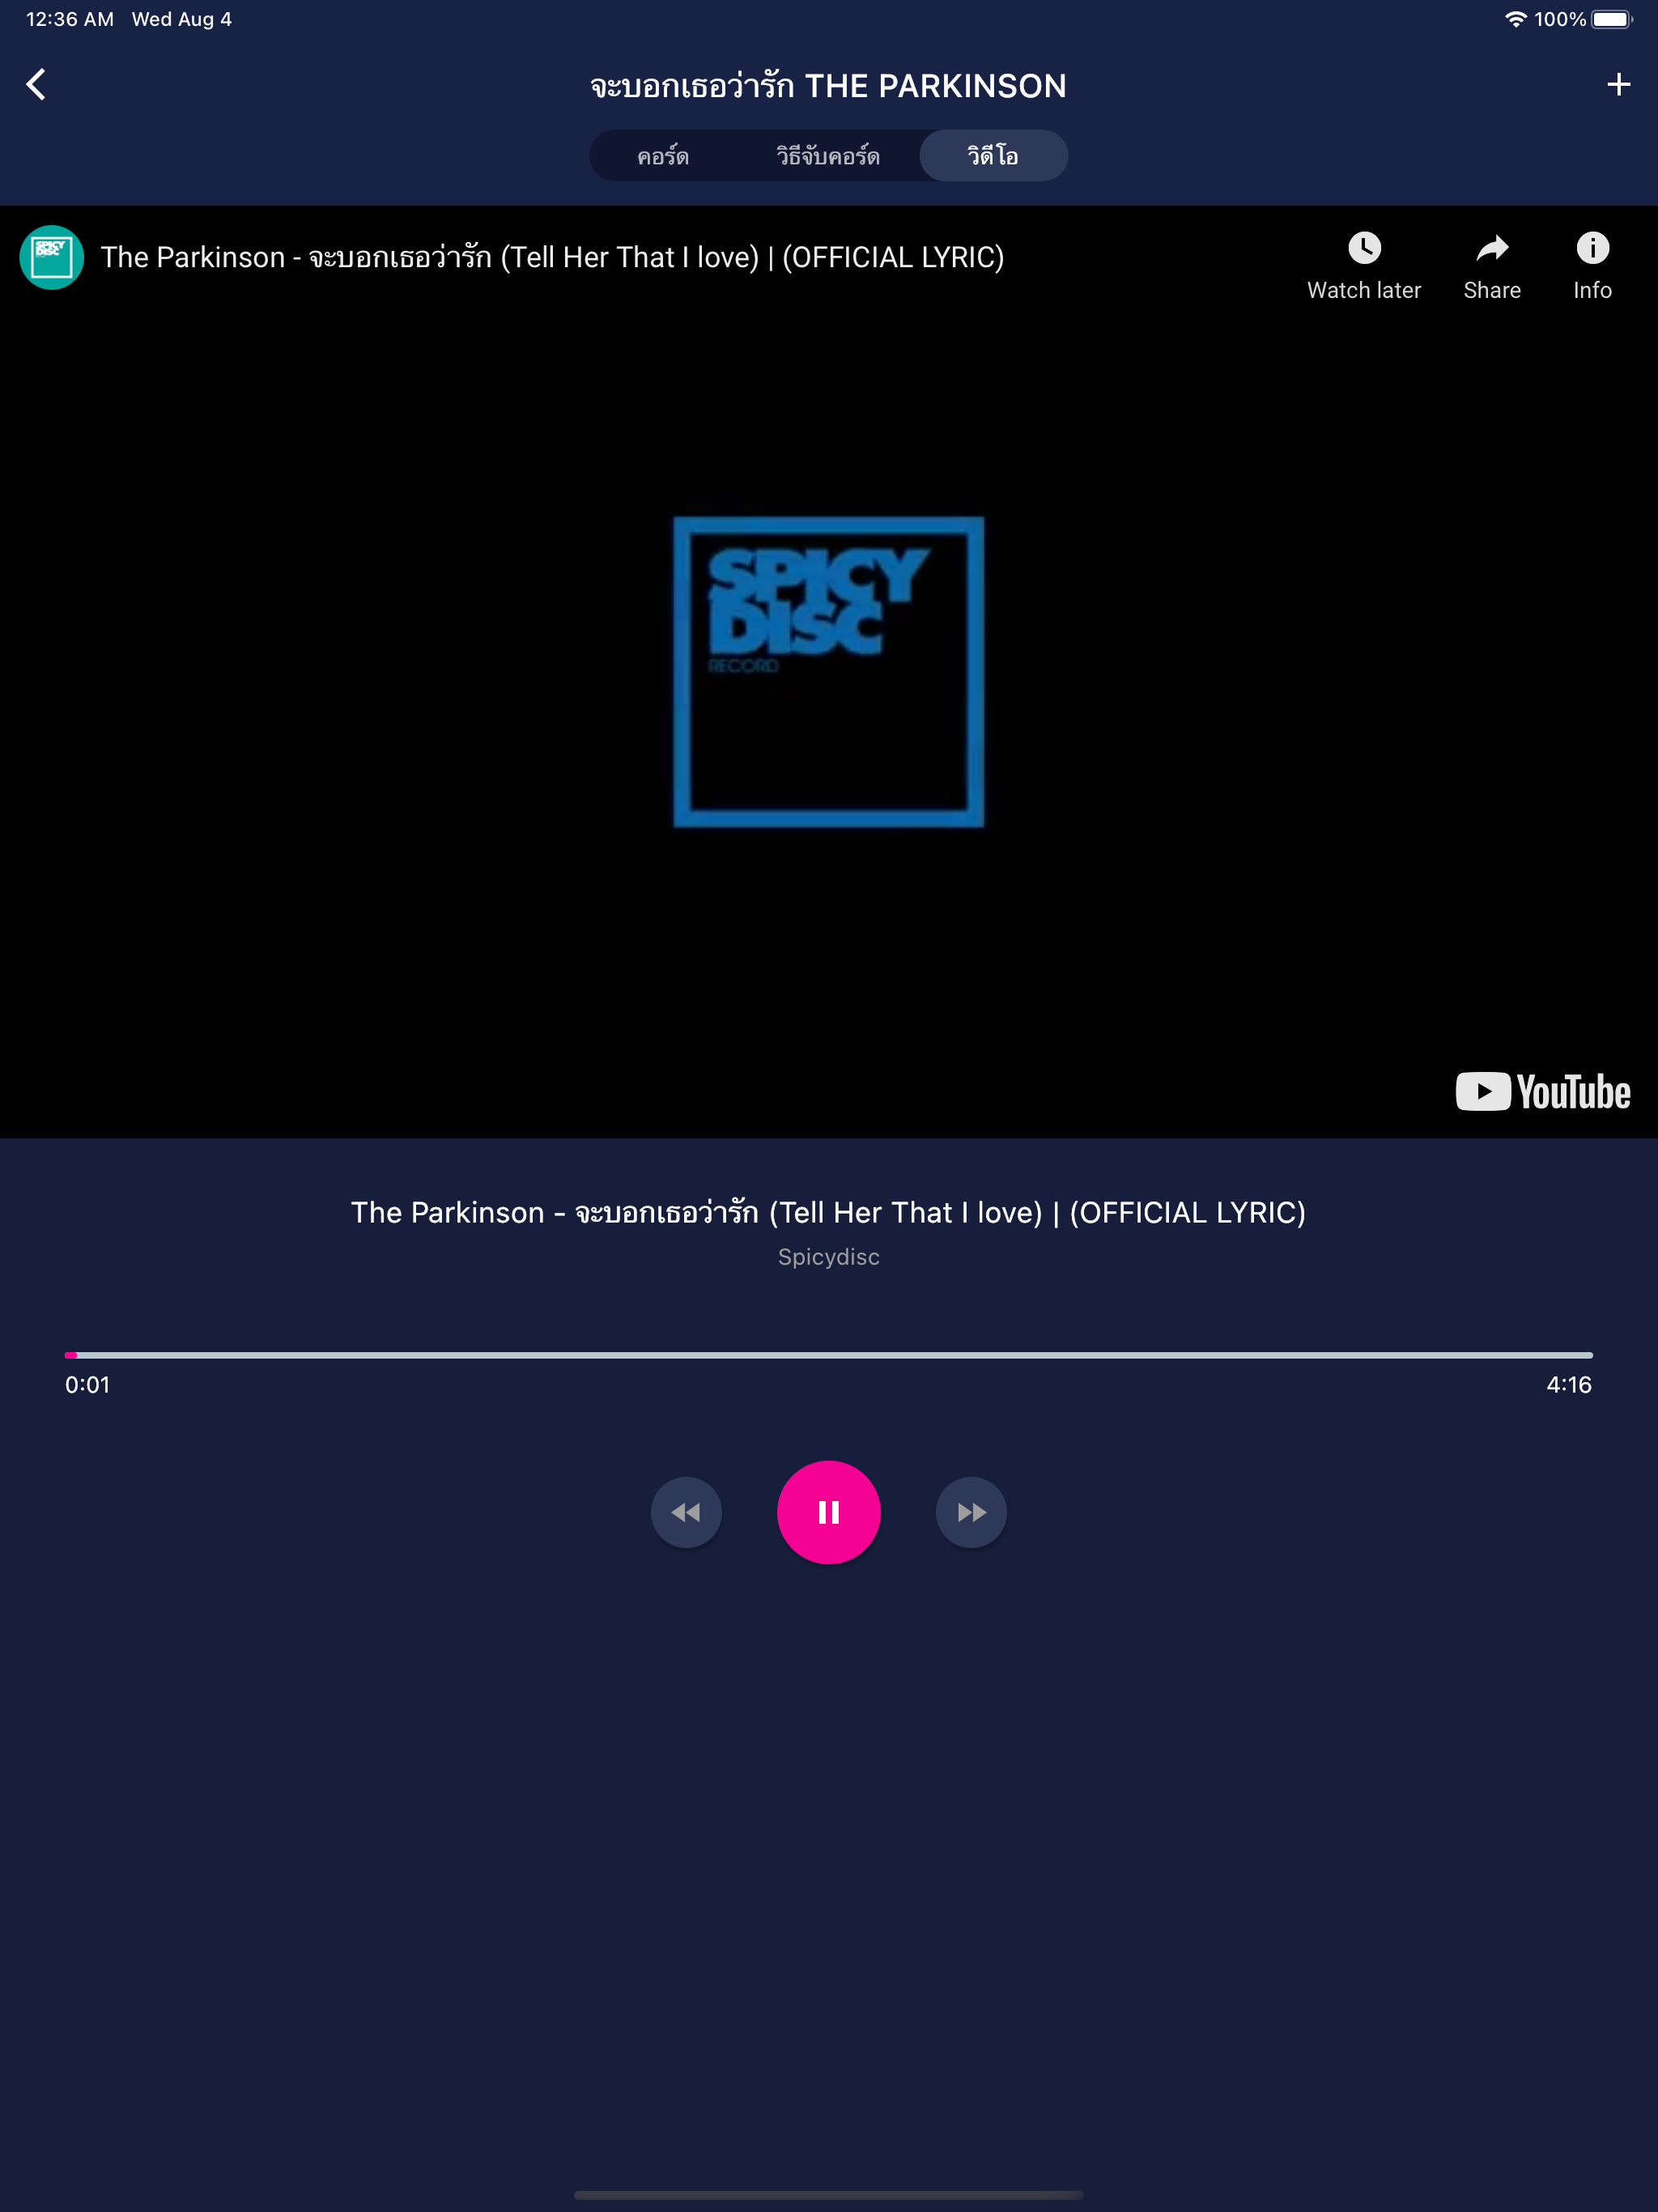 12:36 AM Wed Aug 4 100%
จะบอกเธอว่ารัก THE PARKINSON
คอร์ด วิธีจับคอร์ด วิดีโอ
The Parkinson - จะบอกเธอว่ารัก (Tell Her That I love) | (OFFICIAL LYRIC)
SPICY
DISC
Watch later Share Info
SPICY
DISC
RECORD
YouTube
The Parkinson - จะบอกเธอว่ารัก (Tell Her That I love) | (OFFICIAL LYRIC)
Spicydisc
0:01 4:16